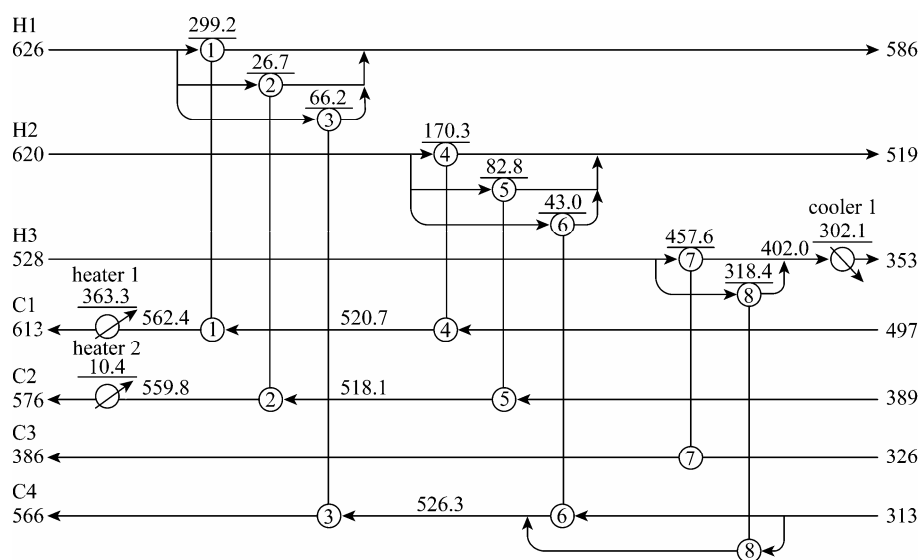 H1
299.2
626 1 586
26.7
2
66.2
3
H2
170.3
620 4 519
82.8
5
43.0
6
cooler 1
H3
457.6 402.0 302.1
528 7 353
318.4
8
heater 1
363.3
C1
562.4 520.7
613 1 4 497
heater 2
10.4
C2
559.8 518.1
576 2 5 389
C3
386 7 326
C4
526.3
566 3 6 313
8